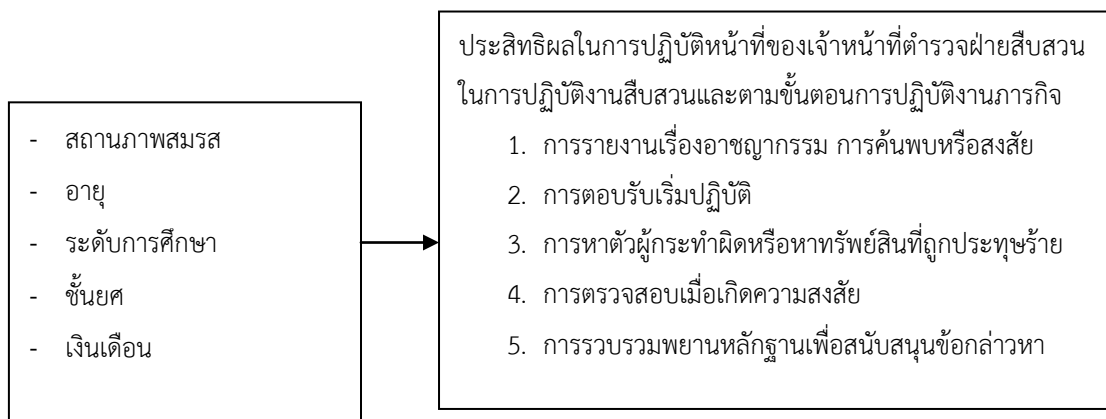 - สถานภาพสมรส
- อายุ
- ระดับการศึกษา
- ชั้นยศ
- เงินเดือน
ประสิทธิผลในการปฏิบัติหน้าที่ของเจ้าหน้าที่ตำรวจฝ่ายสืบสวน
ในการปฏิบัติงานสืบสวนและตามขั้นตอนการปฏิบัติงานภารกิจ
1. การรายงานเรื่องอาชญากรรม การค้นพบหรือสงสัย
2. การตอบรับเริ่มปฏิบัติ
3. การหาตัวผู้กระทำผิดหรือหาทรัพย์สินที่ถูกประทุษร้าย
4. การตรวจสอบเมื่อเกิดความสงสัย
5. การรวบรวมพยานหลักฐานเพื่อสนับสนุนข้อกล่าวหา